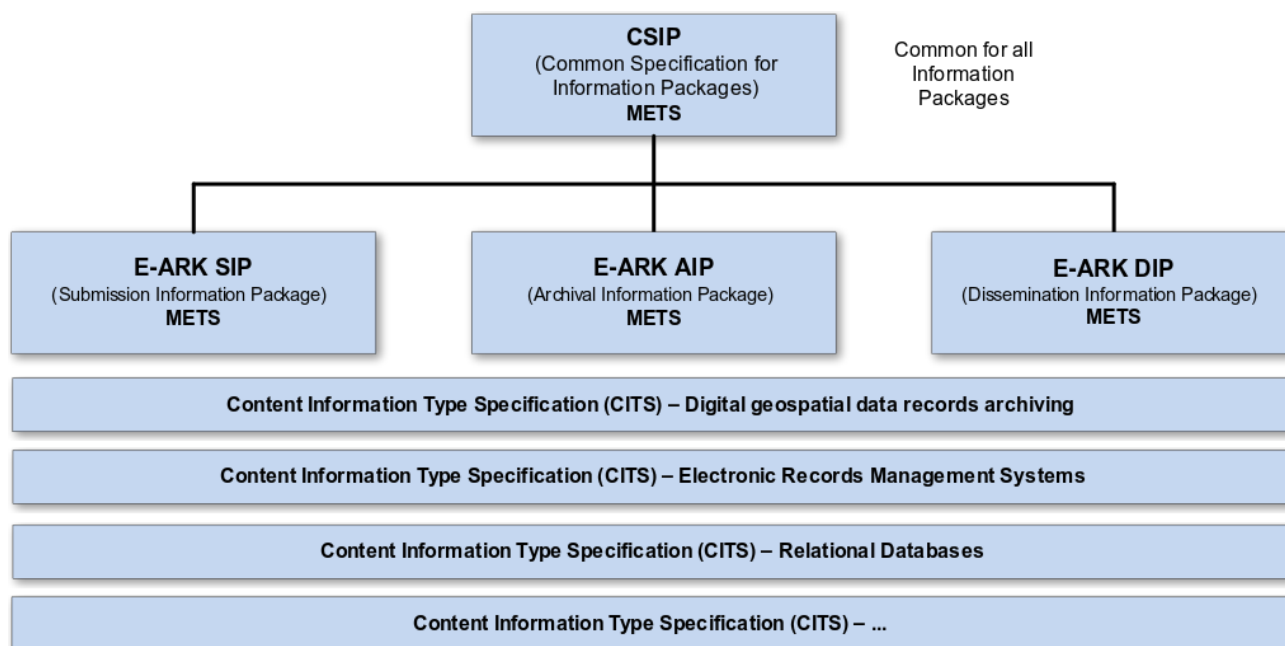 CSIP
(Common Specification for
Information Packages)
METS
Common for all
Information
Packages
E-ARK SIP
(Submission Information Package)
METS
E-ARK AIP
(Archival Information Package)
METS
E-ARK DIP
(Dissemination Information Package)
METS
Content Information Type Specification (CITS) – Digital geospatial data records archiving
Content Information Type Specification (CITS) – Electronic Records Management Systems
Content Information Type Specification (CITS) – Relational Databases
Content Information Type Specification (CITS) – ...